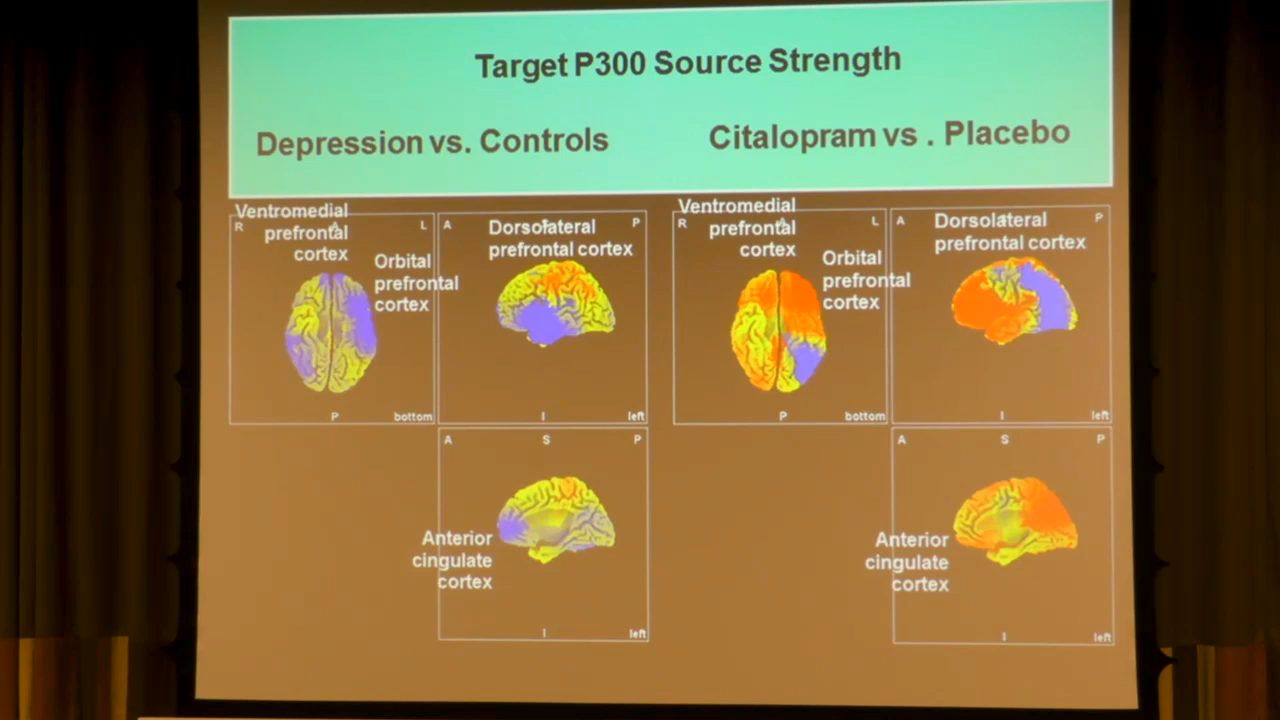 Target P300 Source Strength
Depression vs. Controls
Citalopram vs . Placebo
Ventromedial
prefrontal
cortex
R
A
L
Orbital
prefrontal
cortex
P
bottom
A
P
Dorsolateral
prefrontal cortex
I
left
A
S
P
Anterior
cingulate
cortex
I
left
Ventromedial
prefrontal
cortex
R
A
L
Orbital
prefrontal
cortex
P
bottom
A
P
Dorsolateral
prefrontal cortex
I
left
A
S
P
Anterior
cingulate
cortex
I
left